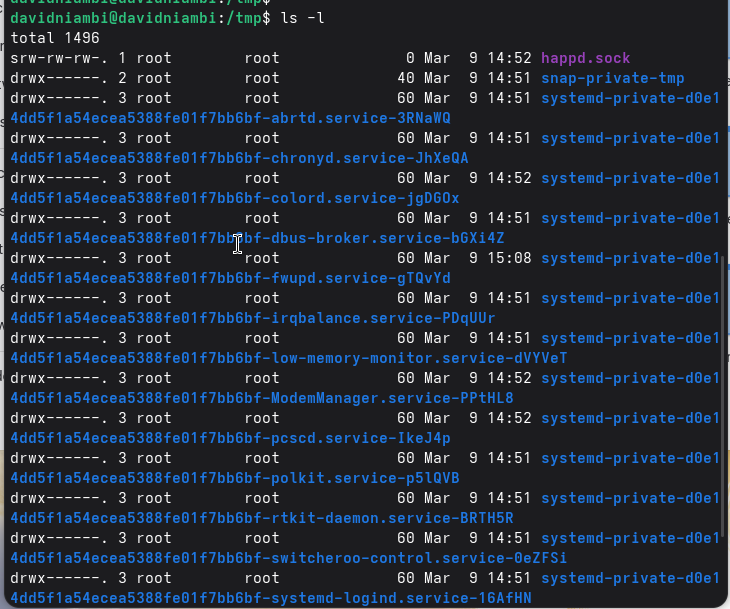 davidniambi@davidniambi:/tmp$
davidniambi@davidniambi:/tmp$ ls -l
total 1496
srw-rw-rw-. 1 root        root              0 Mar  9 14:52 happd.sock
drwx------. 2 root        root             40 Mar  9 14:51 snap-private-tmp
drwx------. 3 root        root             60 Mar  9 14:51 systemd-private-d0e1
4dd5f1a54ecea5388fe01f7bb6bf-abrtd.service-3RNaWQ
drwx------. 3 root        root             60 Mar  9 14:51 systemd-private-d0e1
4dd5f1a54ecea5388fe01f7bb6bf-chronyd.service-JhXeQA
drwx------. 3 root        root             60 Mar  9 14:52 systemd-private-d0e1
4dd5f1a54ecea5388fe01f7bb6bf-colord.service-jgDGOx
drwx------. 3 root        root             60 Mar  9 14:51 systemd-private-d0e1
4dd5f1a54ecea5388fe01f7bb6bf-dbus-broker.service-bGXi4Z
drwx------. 3 root        root             60 Mar  9 15:08 systemd-private-d0e1
4dd5f1a54ecea5388fe01f7bb6bf-fwupd.service-gTQvYd
drwx------. 3 root        root             60 Mar  9 14:51 systemd-private-d0e1
4dd5f1a54ecea5388fe01f7bb6bf-irqbalance.service-PDqUUr
drwx------. 3 root        root             60 Mar  9 14:51 systemd-private-d0e1
4dd5f1a54ecea5388fe01f7bb6bf-low-memory-monitor.service-dVYVeT
drwx------. 3 root        root             60 Mar  9 14:52 systemd-private-d0e1
4dd5f1a54ecea5388fe01f7bb6bf-ModemManager.service-PPtHL8
drwx------. 3 root        root             60 Mar  9 14:52 systemd-private-d0e1
4dd5f1a54ecea5388fe01f7bb6bf-pcscd.service-IkeJ4p
drwx------. 3 root        root             60 Mar  9 14:51 systemd-private-d0e1
4dd5f1a54ecea5388fe01f7bb6bf-polkit.service-p5lQVB
drwx------. 3 root        root             60 Mar  9 14:51 systemd-private-d0e1
4dd5f1a54ecea5388fe01f7bb6bf-rtkit-daemon.service-BRTH5R
drwx------. 3 root        root             60 Mar  9 14:51 systemd-private-d0e1
4dd5f1a54ecea5388fe01f7bb6bf-switcheroo-control.service-0eZFSi
drwx------. 3 root        root             60 Mar  9 14:51 systemd-private-d0e1
4dd5f1a54ecea5388fe01f7bb6bf-systemd-logind.service-16AfHN